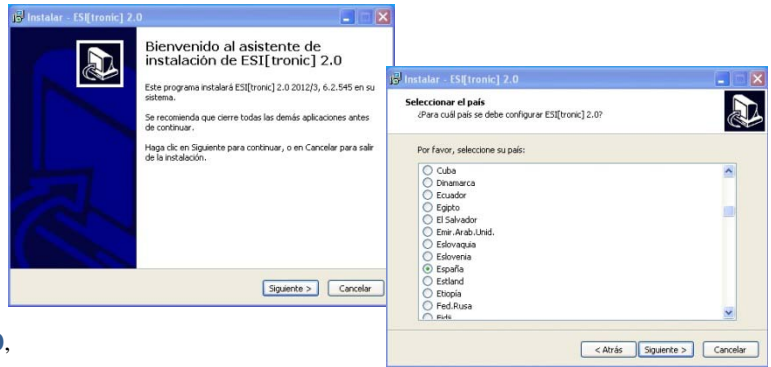 Instalar - ESI[tronic] 2.0
Bienvenido al asistente de
instalación de ESI[tronic] 2.0
Este programa instalará ESI[tronic] 2.0 2012/3, 6.2.545 en su
sistema.
Se recomienda que cierre todas las demás aplicaciones antes
de continuar.
Haga clic en Siguiente para continuar, o en Cancelar para salir
de la instalación.
Siguiente >
Cancelar
Instalar - ESI[tronic] 2.0
Seleccionar el país
¿Para cuál país se debe configurar ESI[tronic] 2.0?
Por favor, seleccione su país:
Cuba
Dinamarca
Ecuador
Egipto
El Salvador
Emir.Arab.Unid.
Eslovaquia
Eslovenia
España
Estland
Etiopía
Fed.Rusa
< Atrás
Siguiente >
Cancelar